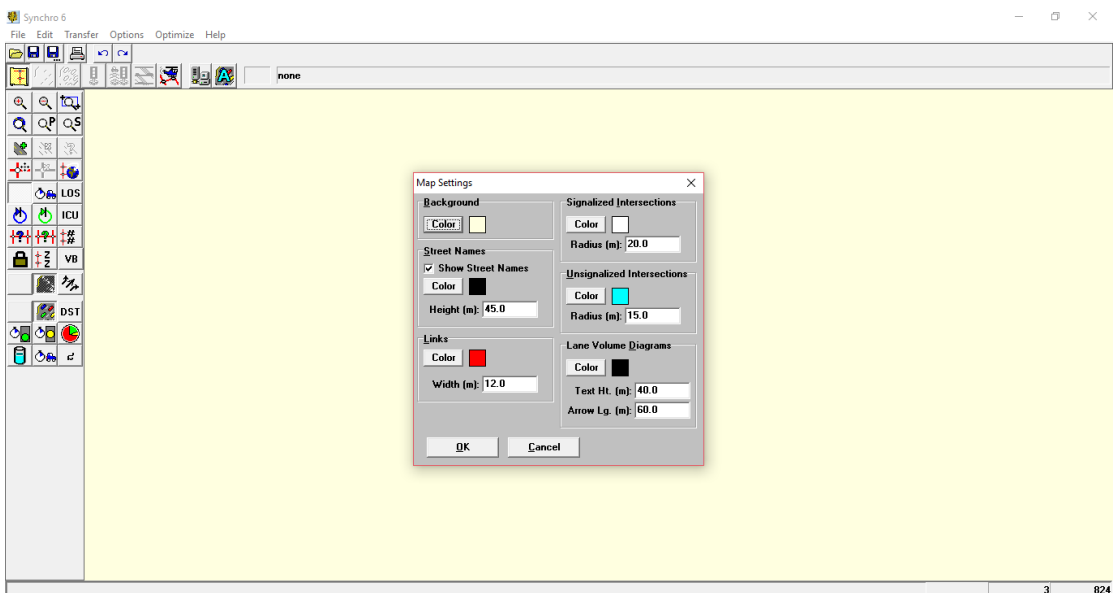 Synchro 6
File Edit Transfer Options Optimize Help
none
P S
LOS
ICU
VB
DST
Map Settings
Background
Color
Street Names
Show Street Names
Color
Height (m): 45.0
Links
Color
Width (m): 12.0
Signalized Intersections
Color
Radius (m): 20.0
Unsignalized Intersections
Color
Radius (m): 15.0
Lane Volume Diagrams
Color
Text Ht. (m): 40.0
Arrow Lg. (m): 60.0
OK Cancel
3 824